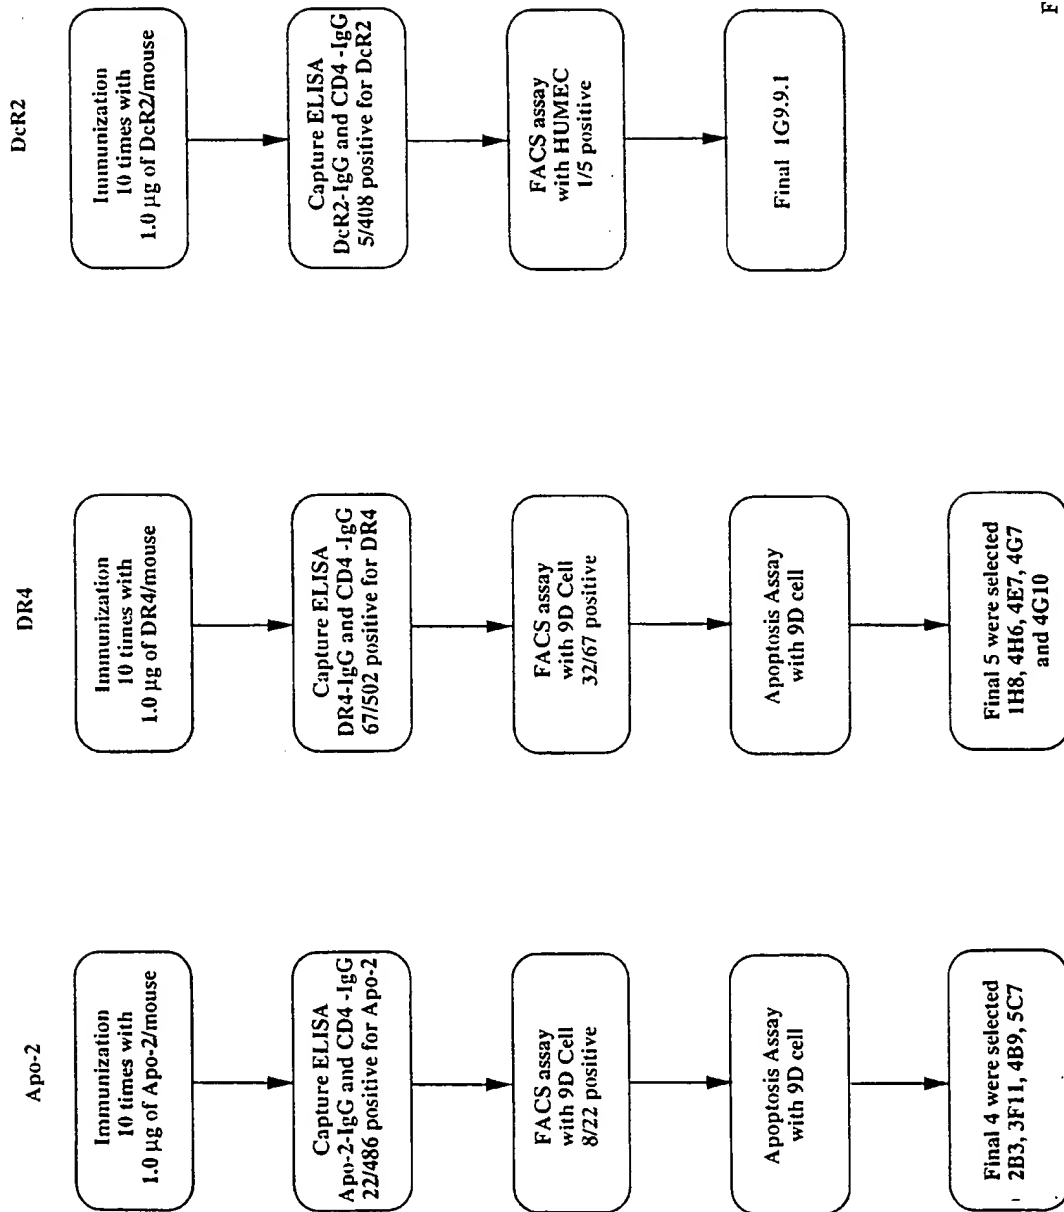 Apo-2
Immunization
10 times with
1.0 µg of Apo-2/mouse
Capture ELISA
Apo-2-IgG and CD4 -IgG
22/486 positive for Apo-2
FACS assay
with 9D Cell
8/22 positive
Apoptosis Assay
with 9D cell
Final 4 were selected
2B3, 3F11, 4B9, 5C7
DR4
Immunization
10 times with
1.0 µg of DR4/mouse
Capture ELISA
DR4-IgG and CD4 -IgG
67/502 positive for DR4
FACS assay
with 9D Cell
32/67 positive
Apoptosis Assay
with 9D cell
Final 5 were selected
1H8, 4H6, 4E7, 4G7
and 4G10
DcR2
Immunization
10 times with
1.0 µg of DcR2/mouse
Capture ELISA
DcR2-IgG and CD4 -IgG
5/408 positive for DcR2
FACS assay
with HUMEC
1/5 positive
Final 1G9.9.1
F